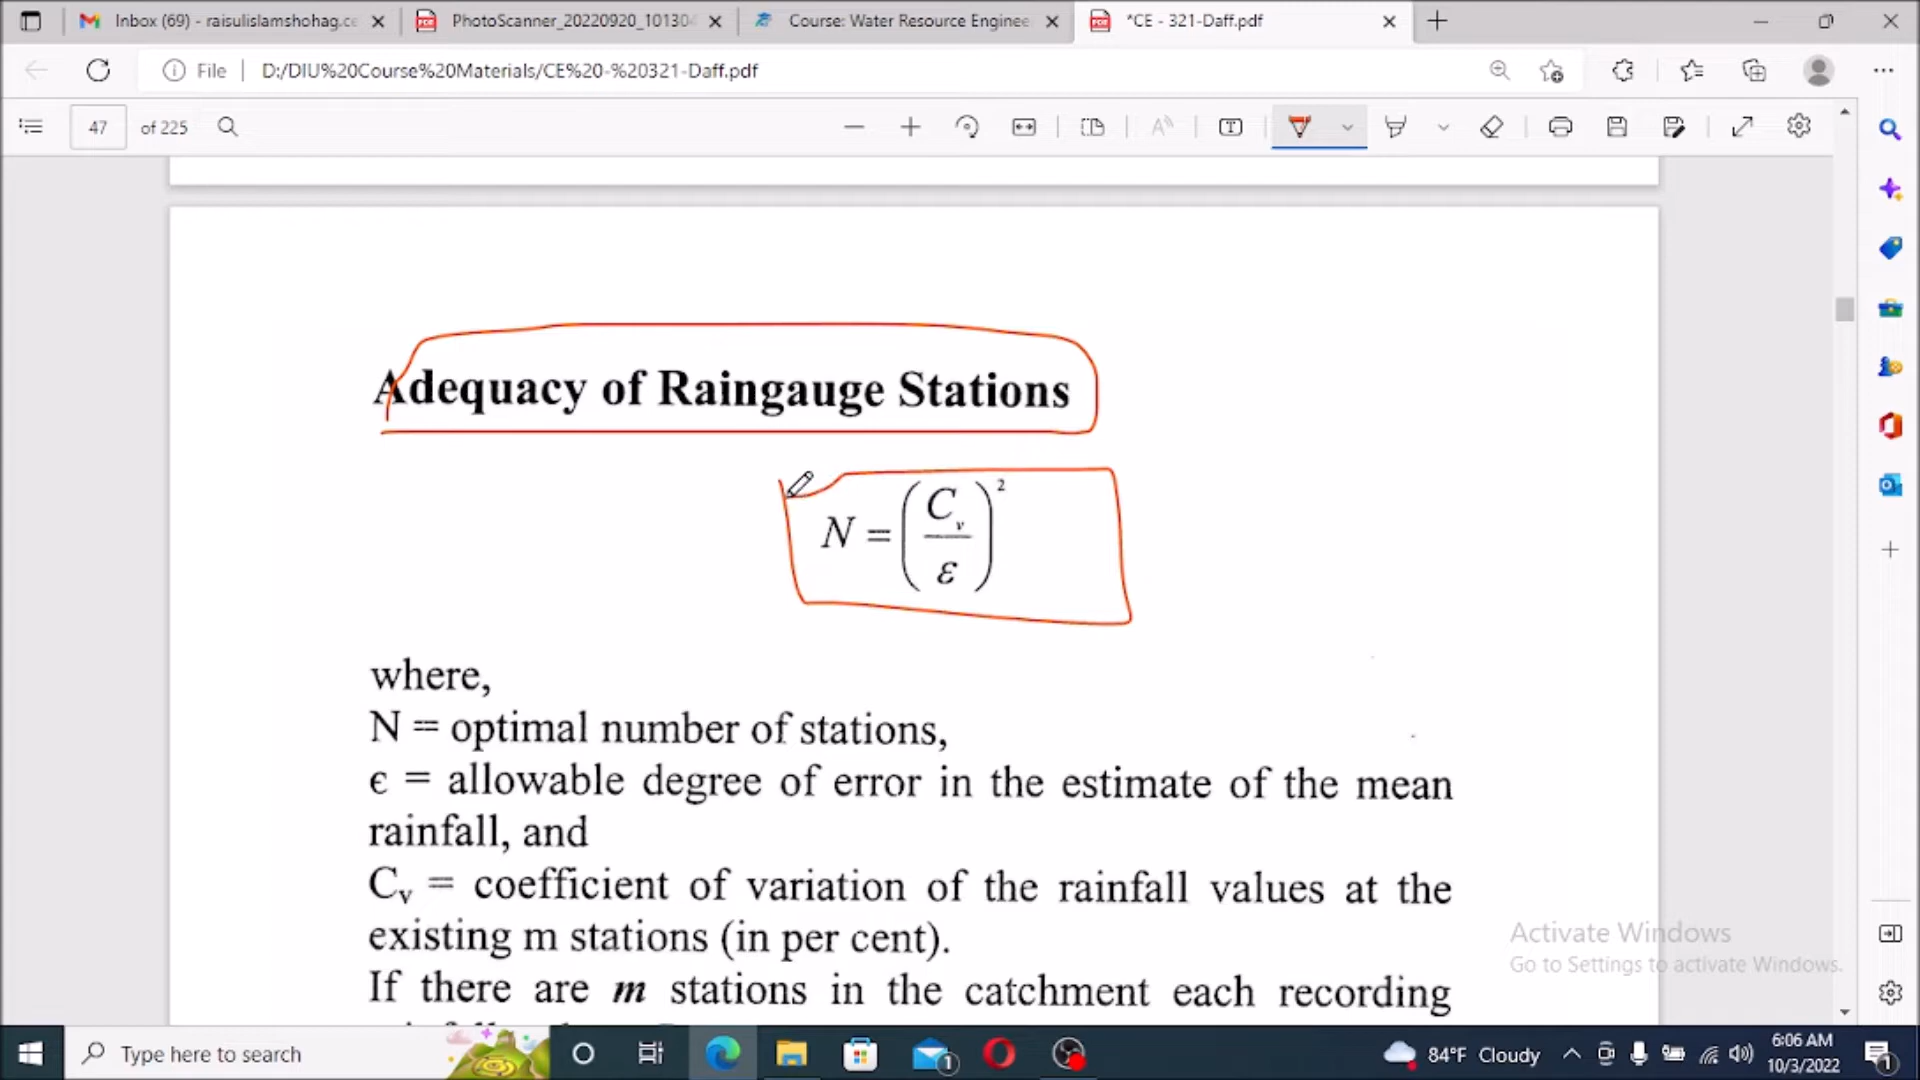 Inbox (69) - raisulislamshohag.ce
PhotoScanner_20220920_10130
Course: Water Resource Enginee
*CE - 321-Daff.pdf
File
D:/DIU%20Course%20Materials/CE%20-%20321-Daff.pdf
47 of 225
Adequacy of Raingauge Stations
N = (C_v / ε)²
where,
N = optimal number of stations,
ϵ = allowable degree of error in the estimate of the mean
rainfall, and
Cv = coefficient of variation of the rainfall values at the
existing m stations (in per cent).
If there are m stations in the catchment each recording
Activate Windows
Go to Settings to activate Windows.
Type here to search
1
84°F Cloudy
6:06 AM
10/3/2022
1